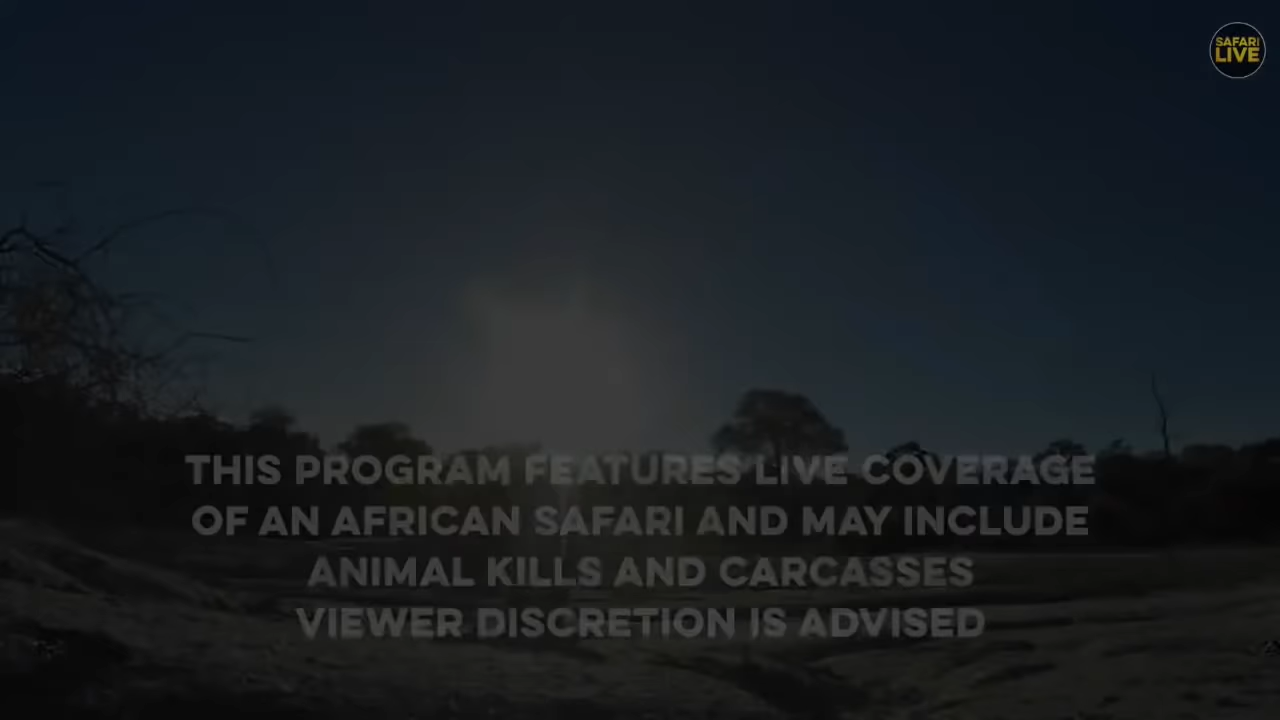 SAFARI
LIVE
THIS PROGRAM FEATURES LIVE COVERAGE
OF AN AFRICAN SAFARI AND MAY INCLUDE
ANIMAL KILLS AND CARCASSES
VIEWER DISCRETION IS ADVISED